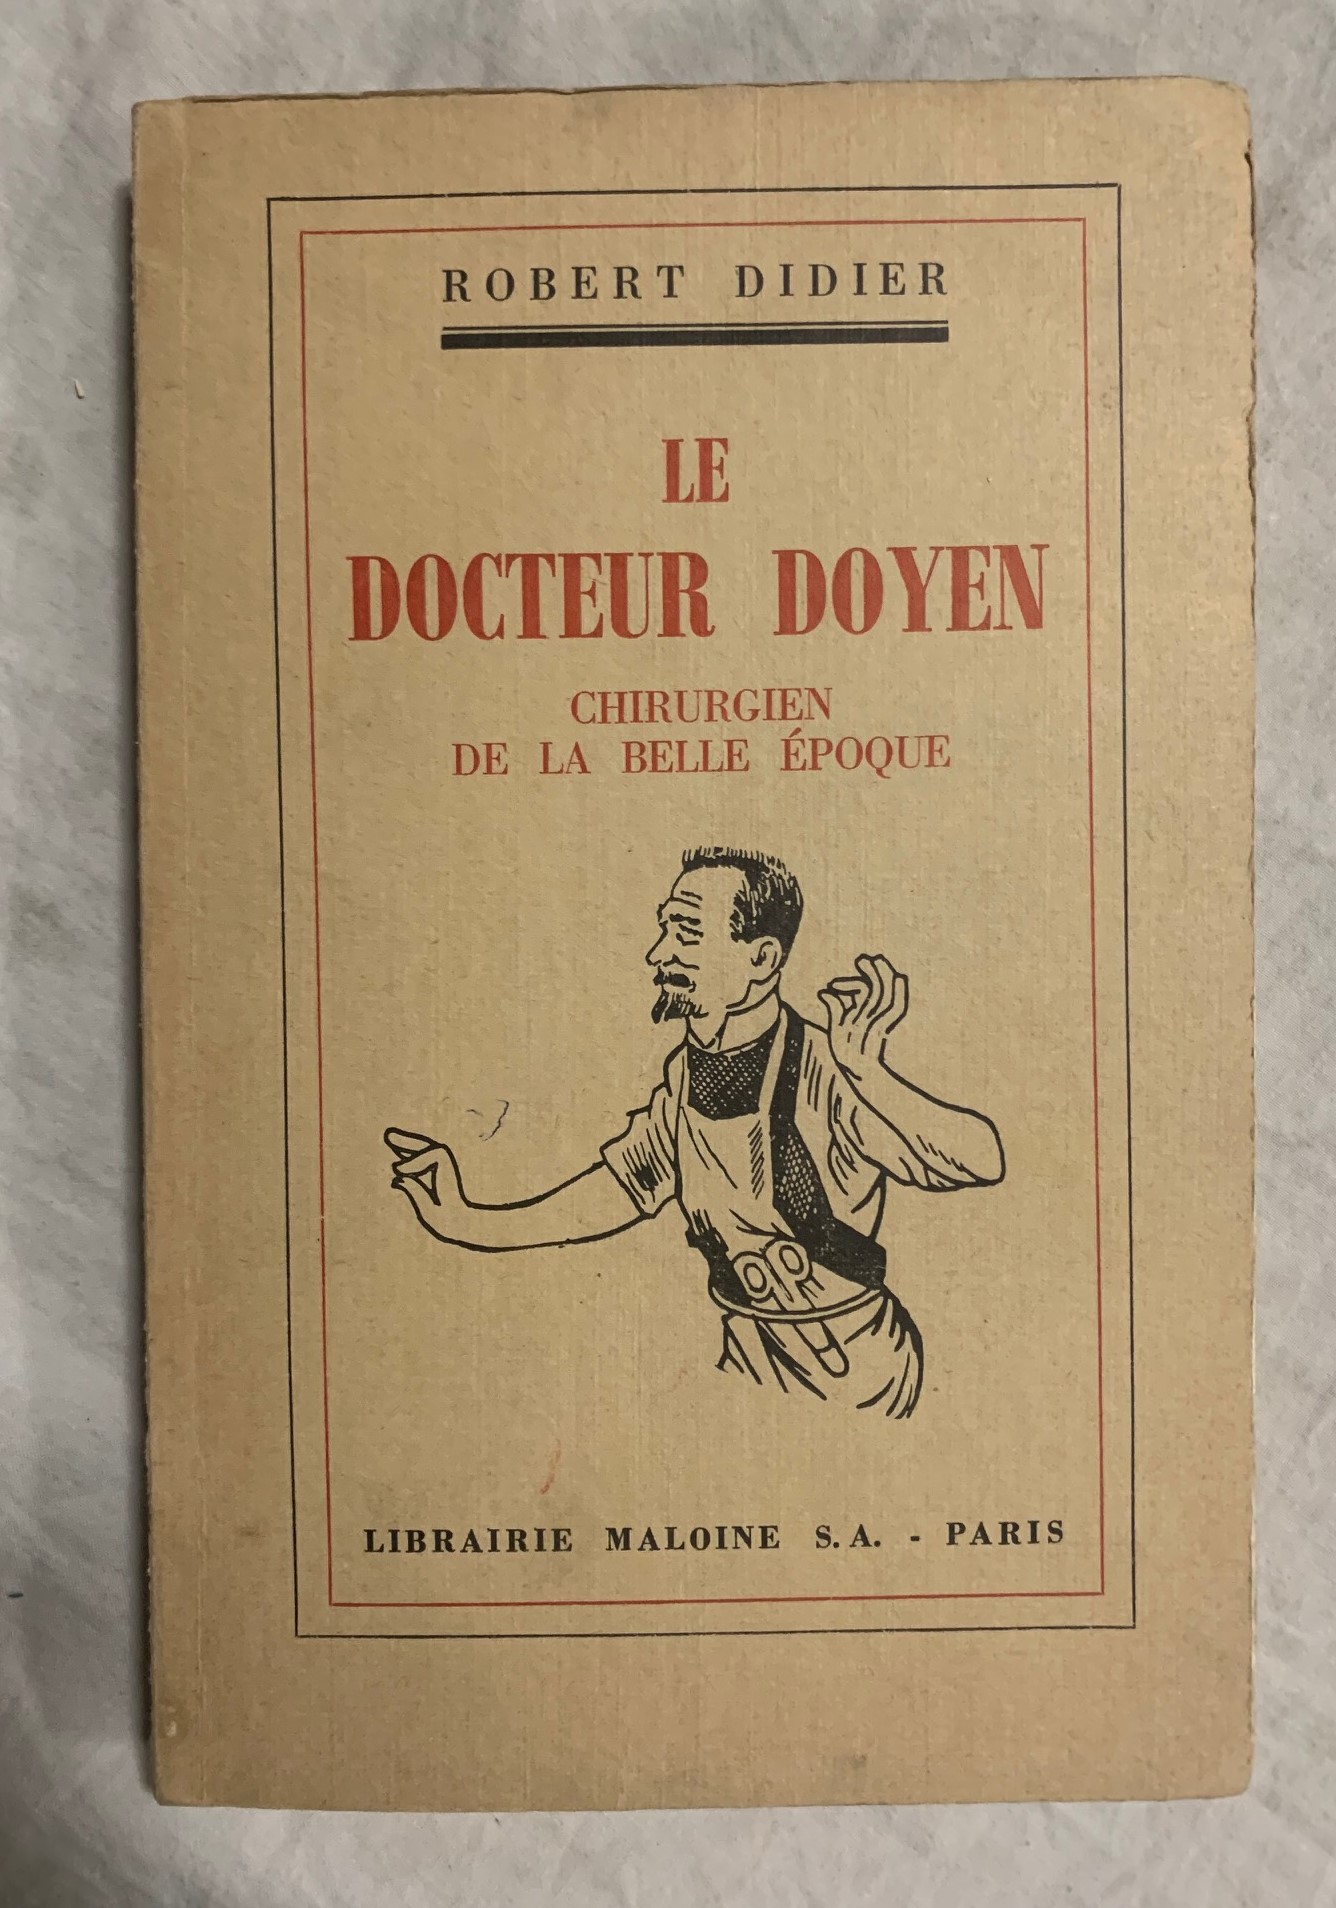 ROBERT DIDIER
LE
DOCTEUR DOYEN
CHIRURGIEN
DE LA BELLE ÉPOQUE
LIBRAIRIE MALOINE S.A. - PARIS